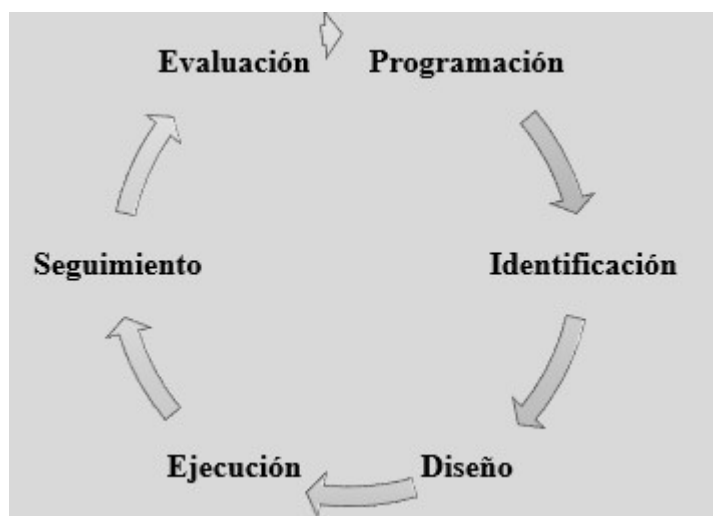 Evaluación
Programación
Seguimiento
Identificación
Ejecución
Diseño